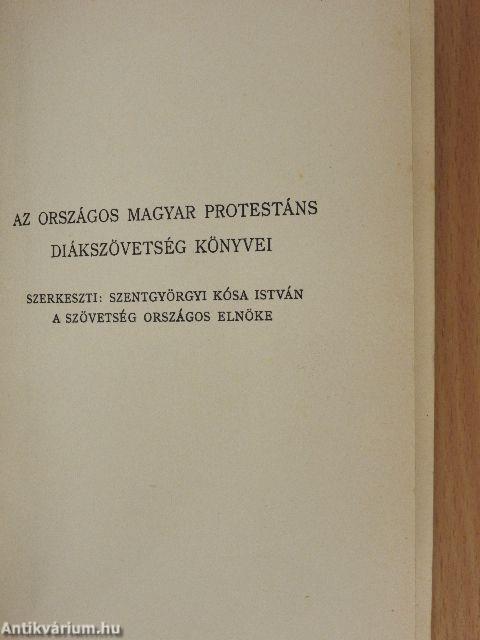 AZ ORSZÁGOS MAGYAR PROTESTÁNS
DIÁKSZÖVETSÉG KÖNYVEI
SZERKESZTI: SZENTGYÖRGYI KÓSA ISTVÁN
A SZÖVETSÉG ORSZÁGOS ELNÖKE
Antikvárium.hu